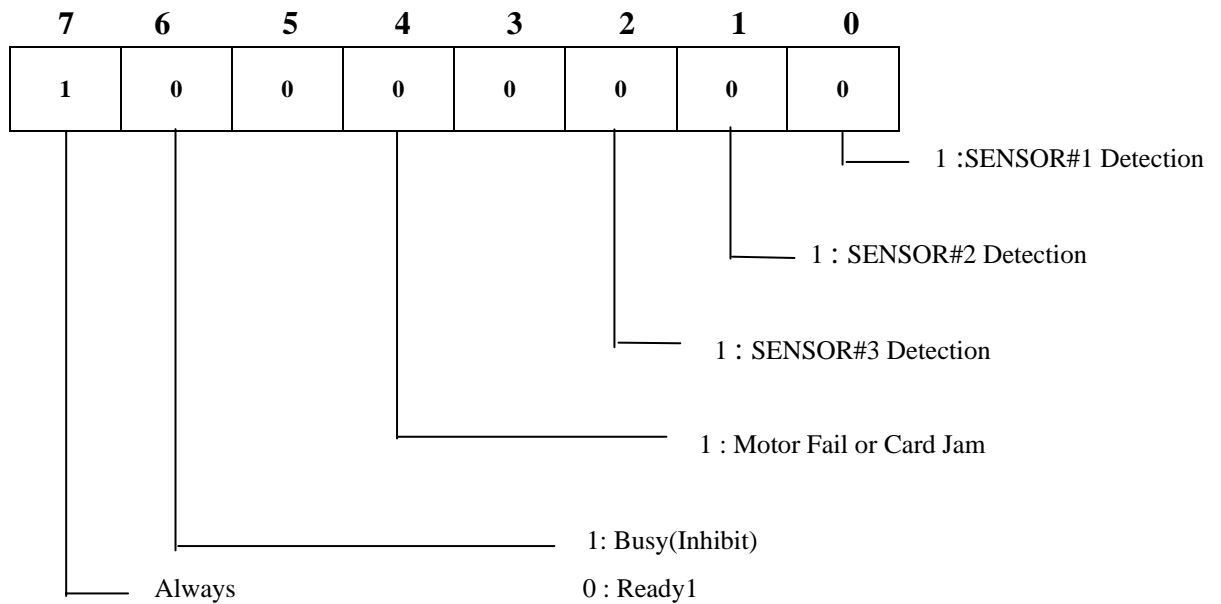 7 6 5 4 3 2 1 0
1 0 0 0 0 0 0 0
1 :SENSOR#1 Detection
1 : SENSOR#2 Detection
1 : SENSOR#3 Detection
1 : Motor Fail or Card Jam
1: Busy(Inhibit)
Always 0 : Ready1